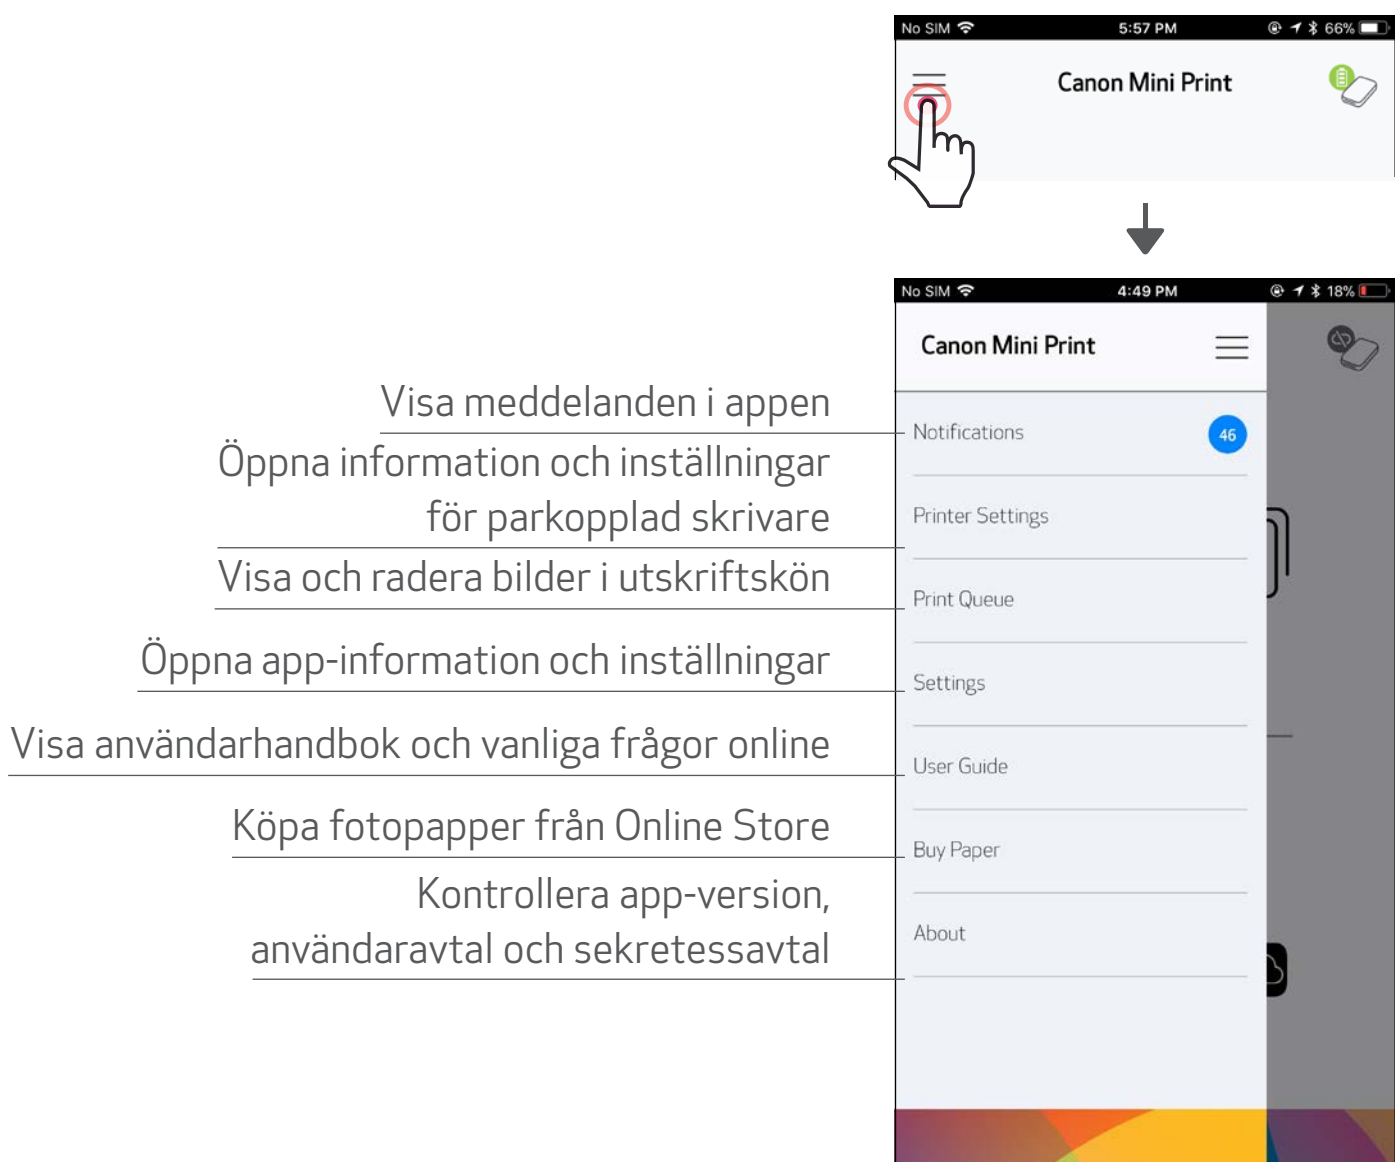 No SIM 5:57 PM 66%
Canon Mini Print
No SIM 4:49 PM 18%
Canon Mini Print
Visa meddelanden i appen
Notifications 46
Öppna information och inställningar
för parkopplad skrivare
Printer Settings
Visa och radera bilder i utskriftskön
Print Queue
Öppna app-information och inställningar
Settings
Visa användarhandbok och vanliga frågor online
User Guide
Köpa fotopapper från Online Store
Buy Paper
Kontrollera app-version,
användaravtal och sekretessavtal
About